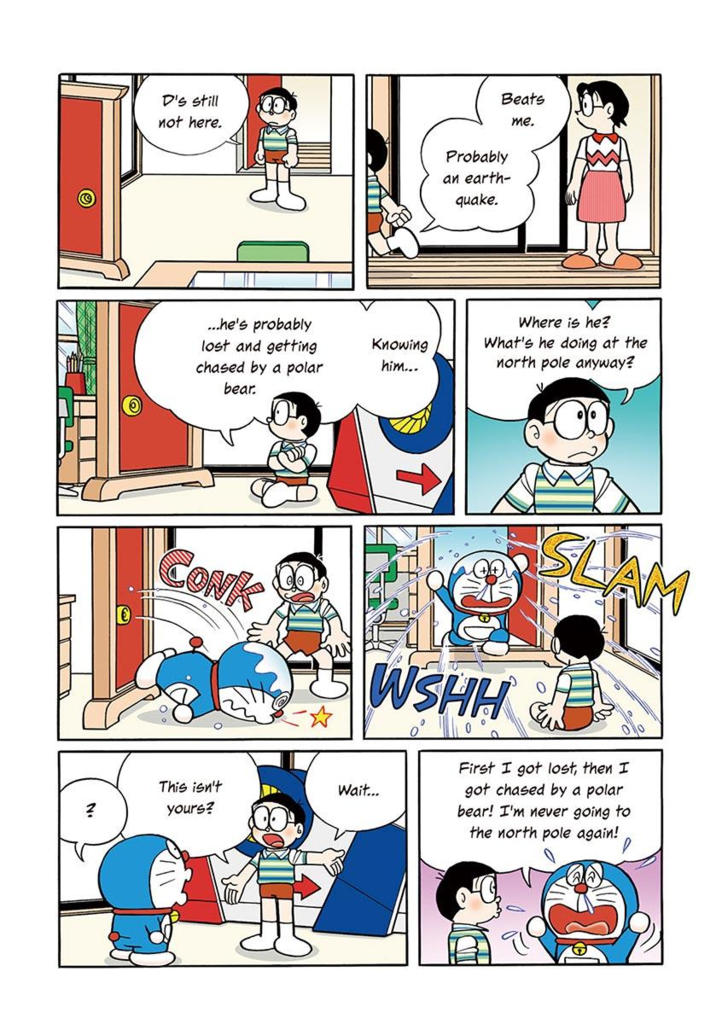 Beats
me.
Probably
an earth-
quake.
D's still
not here.
Where is he?
What's he doing at the
north pole anyway?
Knowing
him...
...he's probably
lost and getting
chased by a polar
bear.
SLAM
WSHH
CONK
First I got lost, then I
got chased by a polar
bear! I'm never going to
the north pole again!
Wait...
This isn't
yours?
?